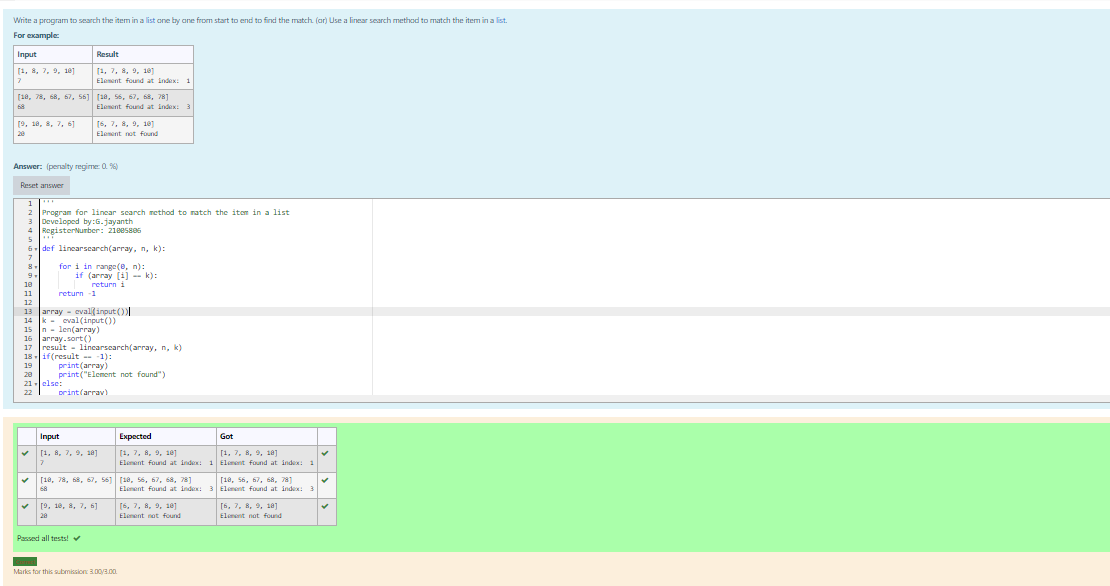 Write a program to search the item in a list one by one from start to end to find the match. (or) Use a linear search method to match the item in a list.
For example:
Input Result
[1, 8, 7, 9, 10] [1, 7, 8, 9, 10]
7 Element found at index: 1
[10, 78, 68, 67, 56] [10, 56, 67, 68, 78]
68 Element found at index: 3
[9, 10, 8, 7, 6] [6, 7, 8, 9, 10]
20 Element not found
Answer: (penalty regime: 0. %)
Reset answer
1 '''
2 Program for linear search method to match the item in a list
3 Developed by:G.jayanth
4 RegisterNumber: 21005806
5 '''
6 def linearsearch(array, n, k):
7
8 for i in range(0, n):
9 if (array [i] == k):
10 return i
11 return -1
12
13 array = eval(input())
14 k = eval(input())
15 n = len(array)
16 array.sort()
17 result = linearsearch(array, n, k)
18 if(result == -1):
19 print(array)
20 print("Element not found")
21 else:
22 print(array)
Input Expected Got
[1, 8, 7, 9, 10] [1, 7, 8, 9, 10] [1, 7, 8, 9, 10]
7 Element found at index: 1 Element found at index: 1
[10, 78, 68, 67, 56] [10, 56, 67, 68, 78] [10, 56, 67, 68, 78]
68 Element found at index: 3 Element found at index: 3
[9, 10, 8, 7, 6] [6, 7, 8, 9, 10] [6, 7, 8, 9, 10]
20 Element not found Element not found
Passed all tests!
Marks for this submission: 3.00/3.00.